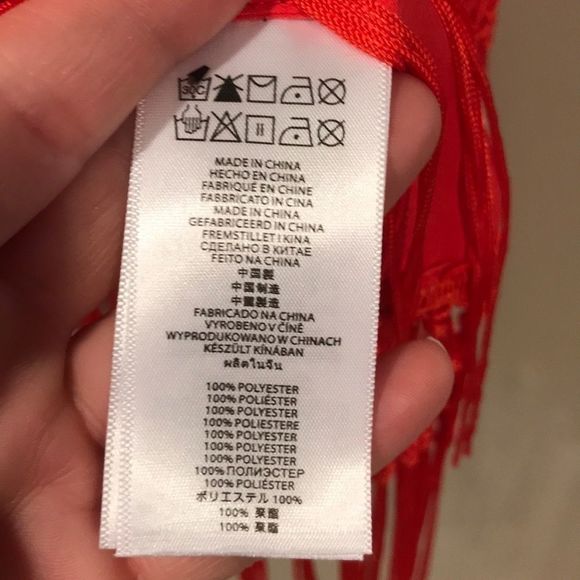 30C
MADE IN CHINA
HECHO EN CHINA
FABRIQUÉ EN CHINE
FABBRICATO IN CINA
MADE IN CHINA
GEFABRICEERD IN CHINA
FREMSTILLET I KINA
СДЕЛАНО В КИТАЕ
FEITO NA CHINA
中国製
中国制造
中國製造
FABRICADO NA CHINA
VYROBENO V ČÍNĚ
WYPRODUKOWANO W CHINACH
KÉSZÜLT KÍNÁBAN
ผลิตในจีน
100% POLYESTER
100% POLIÉSTER
100% POLYESTER
100% POLIESTERE
100% POLYESTER
100% POLYESTER
100% POLYESTER
100% ПОЛИЭСТЕР
100% POLIÉSTER
ポリエステル 100%
100% 聚酯
100% 聚酯